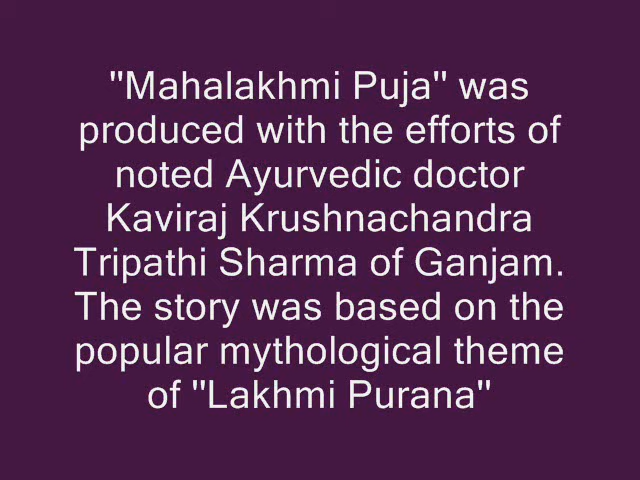 "Mahalakhmi Puja" was
produced with the efforts of
noted Ayurvedic doctor
Kaviraj Krushnachandra
Tripathi Sharma of Ganjam.
The story was based on the
popular mythological theme
of "Lakhmi Purana"